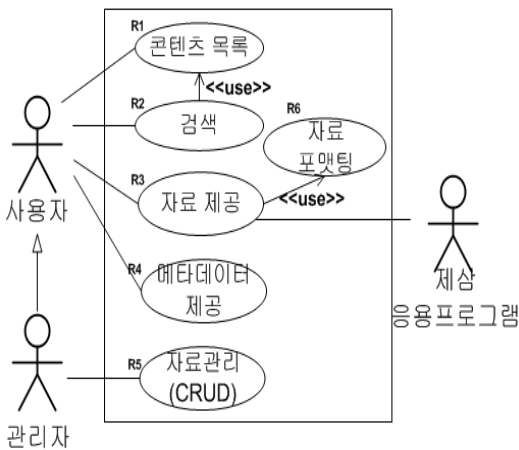 R1
콘텐츠 목록
<<use>>
R2
검색
R6
자료
포맷팅
R3
자료 제공
<<use>>
사용자
제삼
응용프로그램
R4
메타데이터
제공
R5
자료관리
(CRUD)
관리자